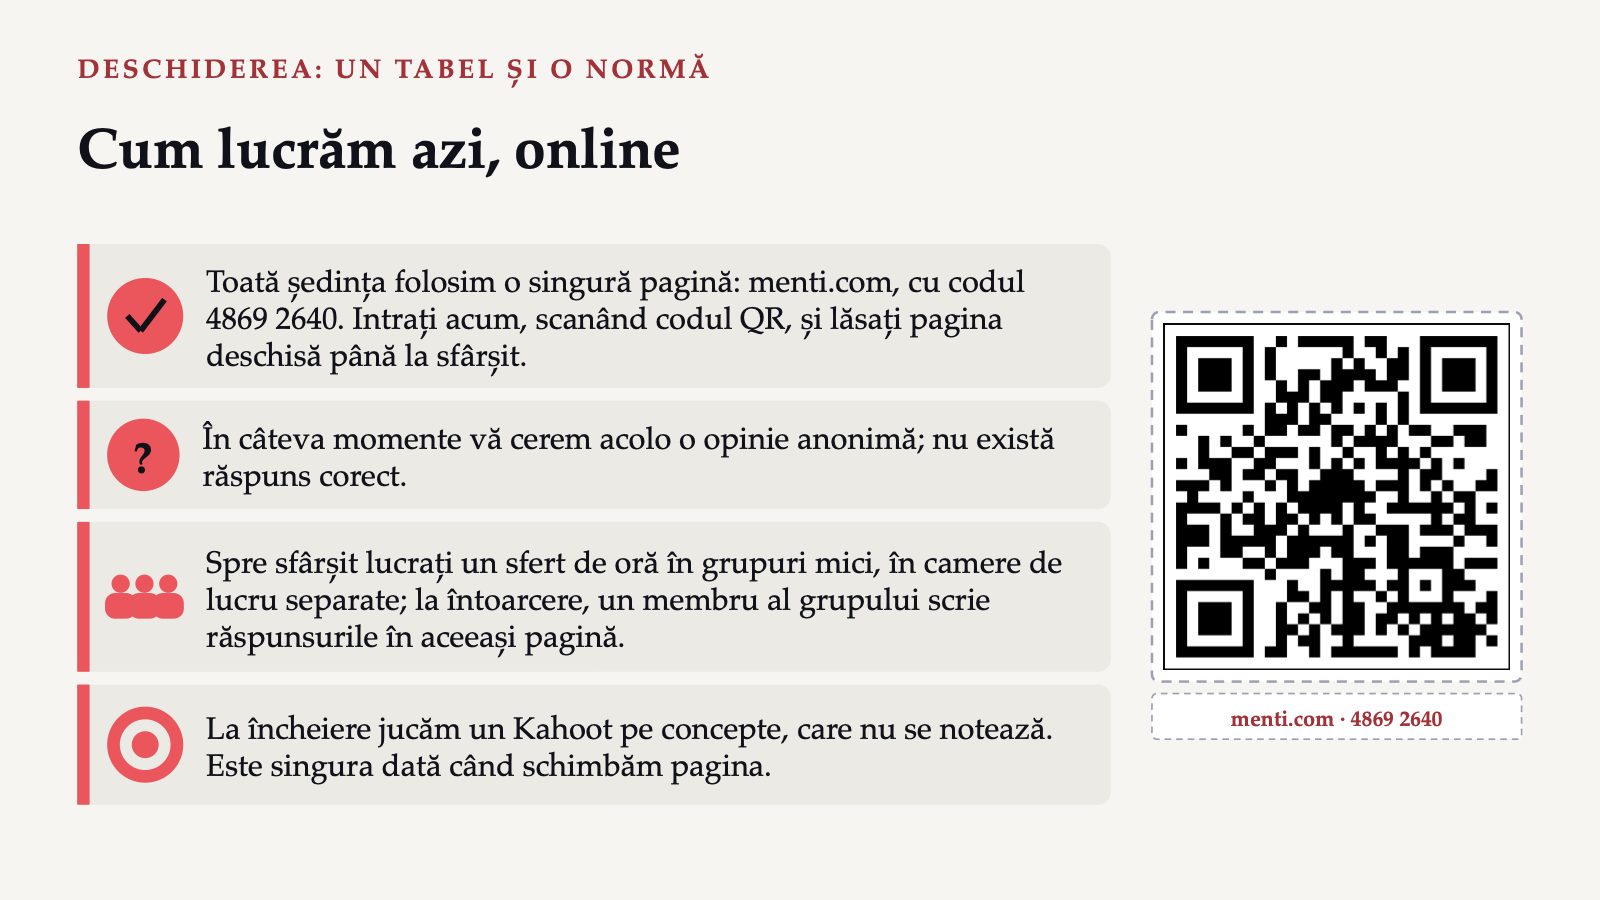 DESCHIDEREA: UN TABEL ȘI O NORMĂ
Cum lucrăm azi, online
Toată ședința folosim o singură pagină: menti.com, cu codul
4869 2640. Intrați acum, scanând codul QR, și lăsați pagina
deschisă până la sfârșit.
?
În câteva momente vă cerem acolo o opinie anonimă; nu există
răspuns corect.
Spre sfârșit lucrați un sfert de oră în grupuri mici, în camere de
lucru separate; la întoarcere, un membru al grupului scrie
răspunsurile în aceeași pagină.
La încheiere jucăm un Kahoot pe concepte, care nu se notează.
Este singura dată când schimbăm pagina.
menti.com · 4869 2640